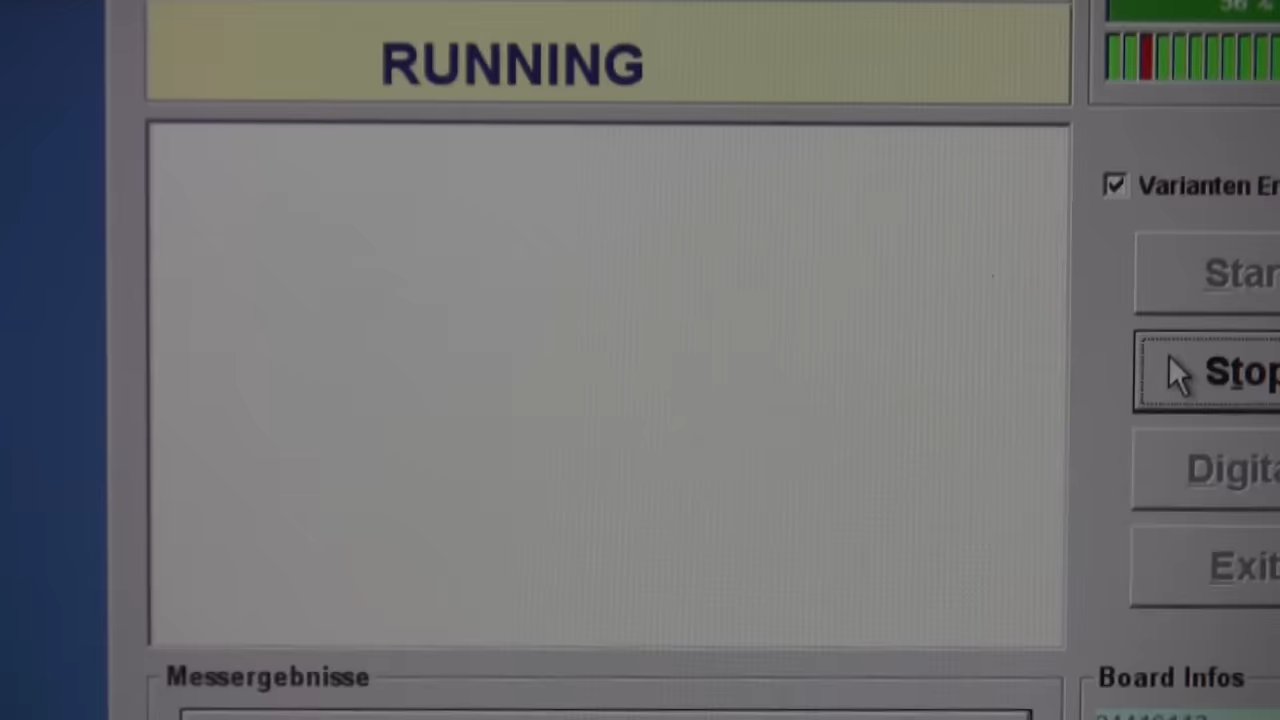 RUNNING
Varianten Er
Star
Stop
Digita
Exit
Messergebnisse
Board Infos